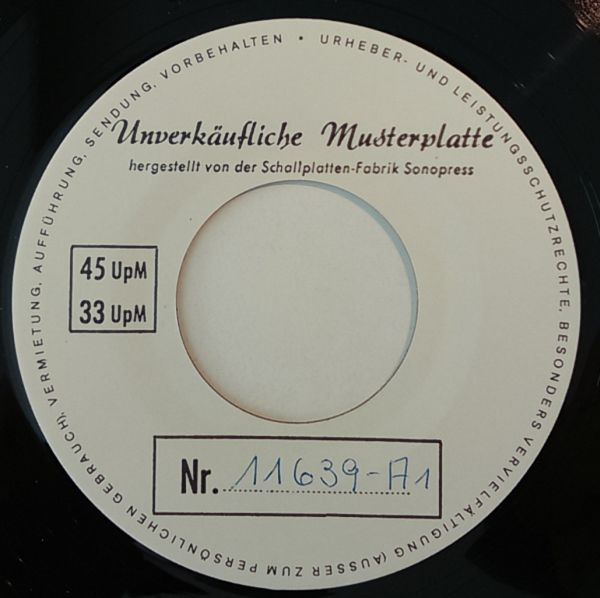 URHEBER- UND LEISTUNGSSCHUTZRECHTE, BESONDERS VERVIELFÄLTIGUNG (AUSSER ZUM PERSÖNLICHEN GEBRAUCH), VERMIETUNG, AUFFÜHRUNG, SENDUNG, VORBEHALTEN •
Unverkäufliche Musterplatte
hergestellt von der Schallplatten-Fabrik Sonopress
45 UpM
33 UpM
Nr. 11639-A1